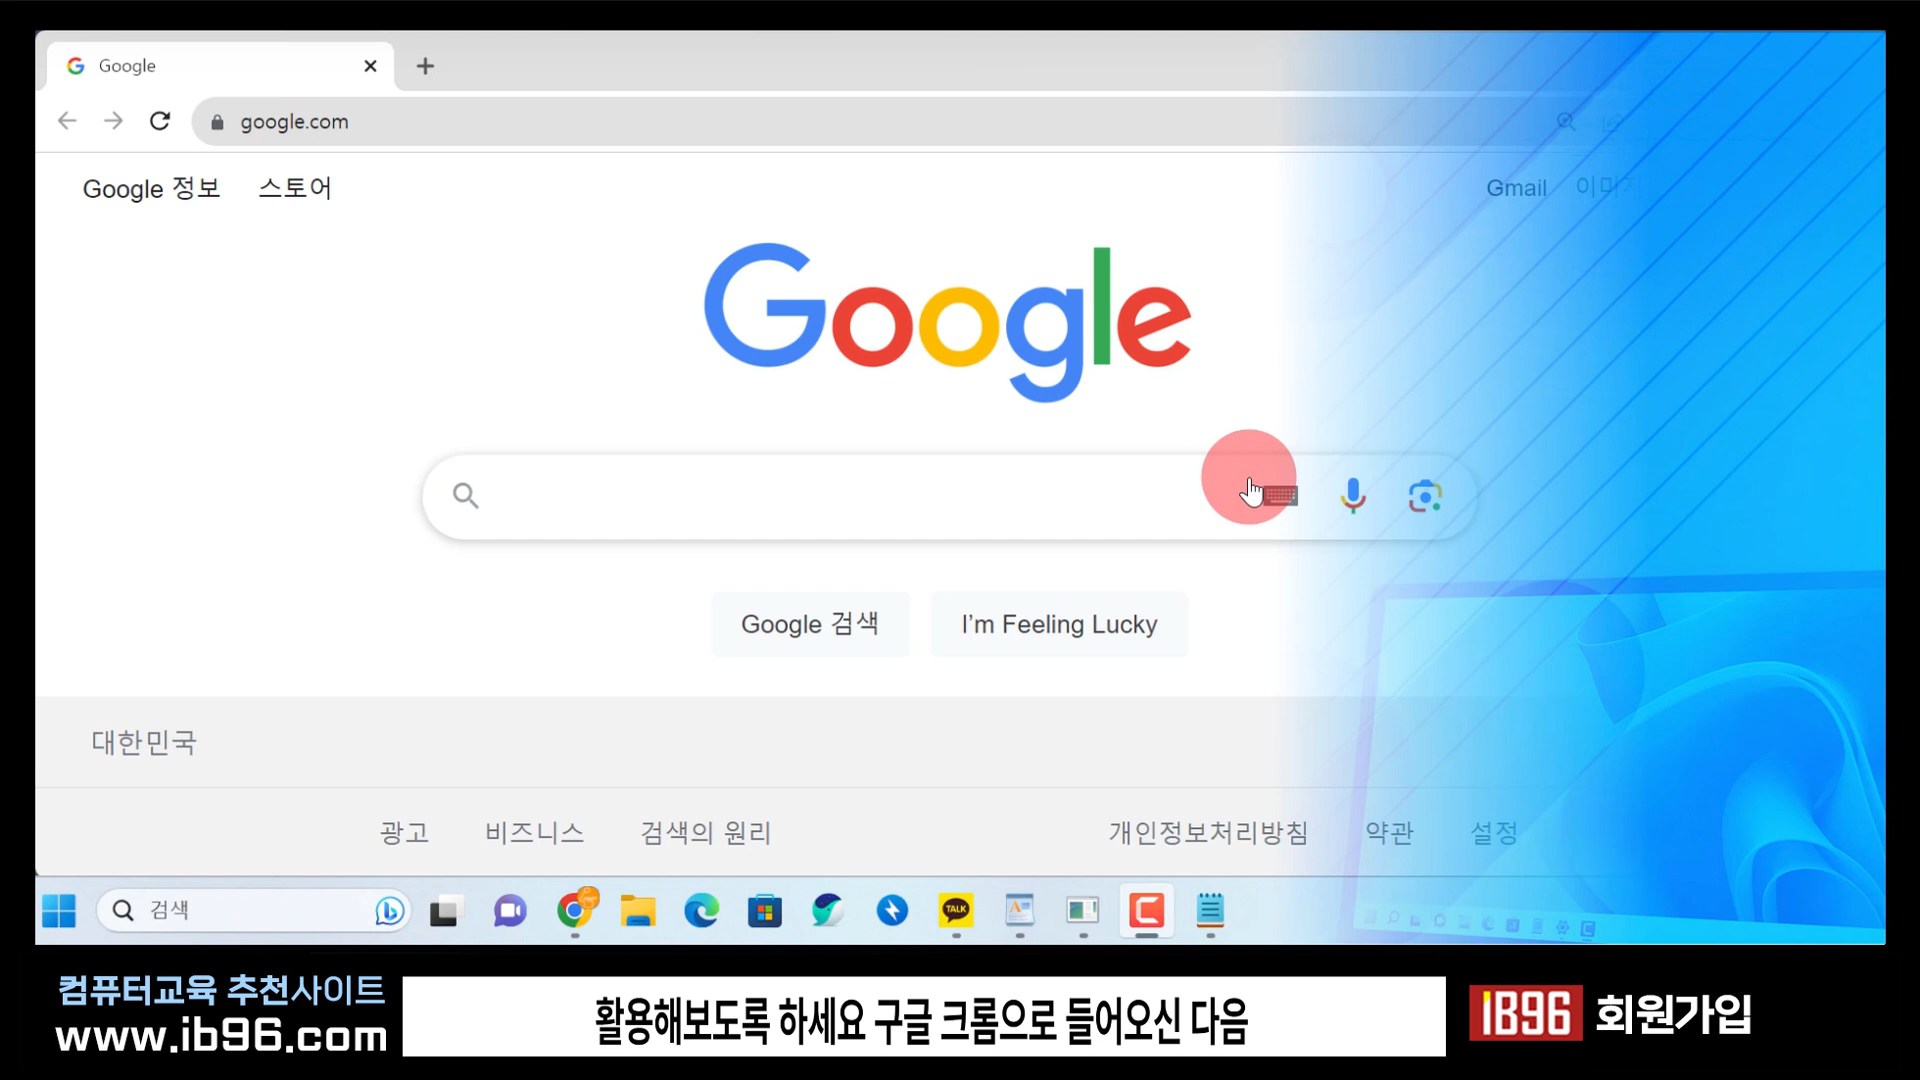 Google
google.com
Google 정보 스토어
Gmail
Google
Google 검색 I'm Feeling Lucky
대한민국
광고 비즈니스 검색의 원리 개인정보처리방침 약관 설정
검색
TALK
컴퓨터교육 추천사이트
www.ib96.com
활용해보도록 하세요 구글 크롬으로 들어오신 다음
IB96 회원가입